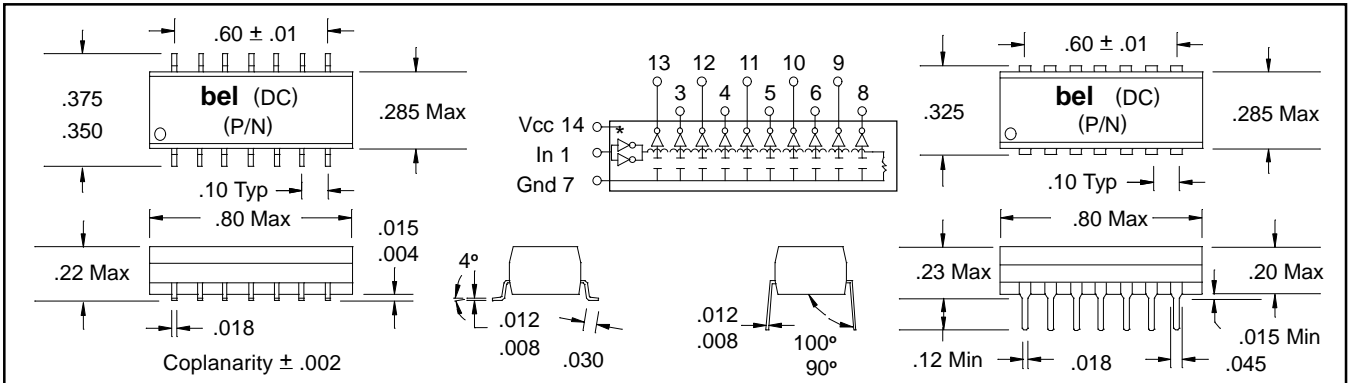 .60 ± .01
.375
.350
bel (DC)
(P/N)
.285 Max
.10 Typ
.80 Max
.22 Max
.015
.004
.018
Coplanarity ± .002
13 12 11 10 9
3 4 5 6 8
Vcc 14
*
In 1
Gnd 7
4º
.012
.008
.030
.012
.008
100º
90º
.60 ± .01
.325
bel (DC)
(P/N)
.285 Max
.10 Typ
.80 Max
.23 Max
.20 Max
.015 Min
.12 Min
.018
.045